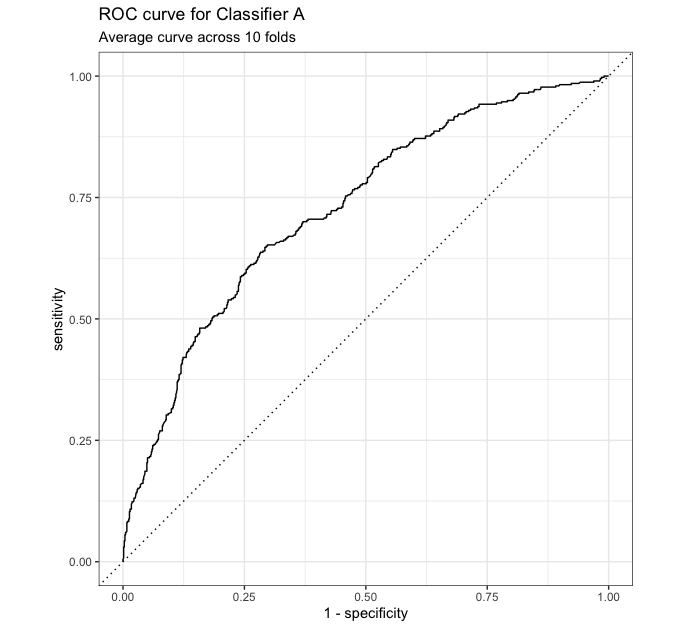 ROC curve for Classifier A
Average curve across 10 folds
1.00
0.75
0.50
0.25
0.00
sensitivity
0.00 0.25 0.50 0.75 1.00
1 - specificity